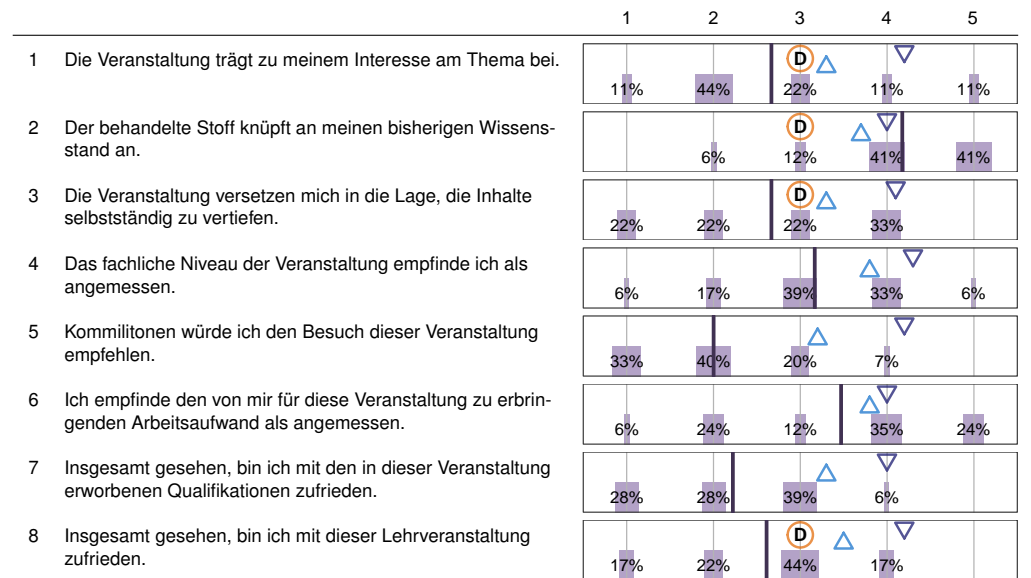 1 2 3 4 5
1 Die Veranstaltung trägt zu meinem Interesse am Thema bei.
D
11% 44% 22% 11% 11%
2 Der behandelte Stoff knüpft an meinen bisherigen Wissens-
stand an.
D
6% 12% 41% 41%
3 Die Veranstaltung versetzen mich in die Lage, die Inhalte
selbstständig zu vertiefen.
D
22% 22% 22% 33%
4 Das fachliche Niveau der Veranstaltung empfinde ich als
angemessen.
6% 17% 39% 33% 6%
5 Kommilitonen würde ich den Besuch dieser Veranstaltung
empfehlen.
33% 40% 20% 7%
6 Ich empfinde den von mir für diese Veranstaltung zu erbrin-
genden Arbeitsaufwand als angemessen.
6% 24% 12% 35% 24%
7 Insgesamt gesehen, bin ich mit den in dieser Veranstaltung
erworbenen Qualifikationen zufrieden.
28% 28% 39% 6%
8 Insgesamt gesehen, bin ich mit dieser Lehrveranstaltung
zufrieden.
D
17% 22% 44% 17%